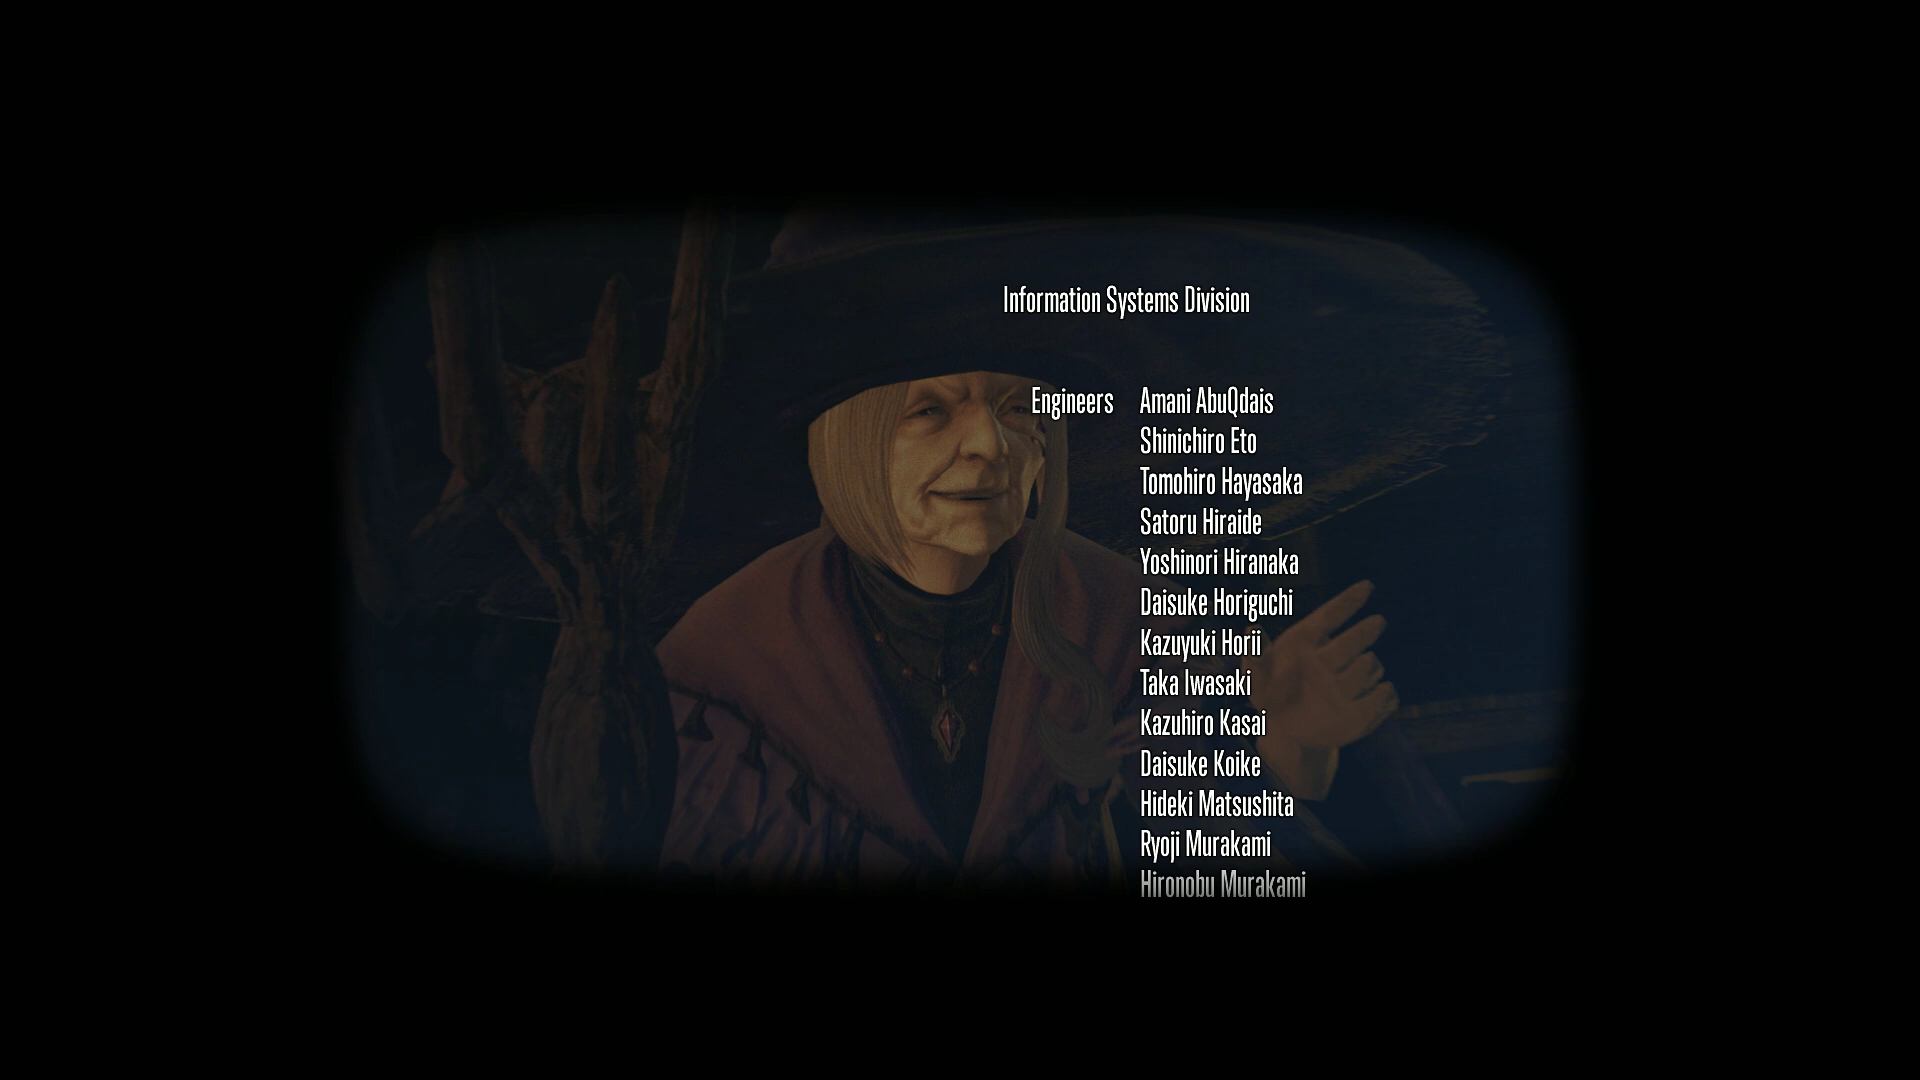 Information Systems Division
Engineers Amani AbuQdais
Shinichiro Eto
Tomohiro Hayasaka
Satoru Hiraide
Yoshinori Hiranaka
Daisuke Horiguchi
Kazuyuki Horii
Taka Iwasaki
Kazuhiro Kasai
Daisuke Koike
Hideki Matsushita
Ryoji Murakami
Hironobu Murakami